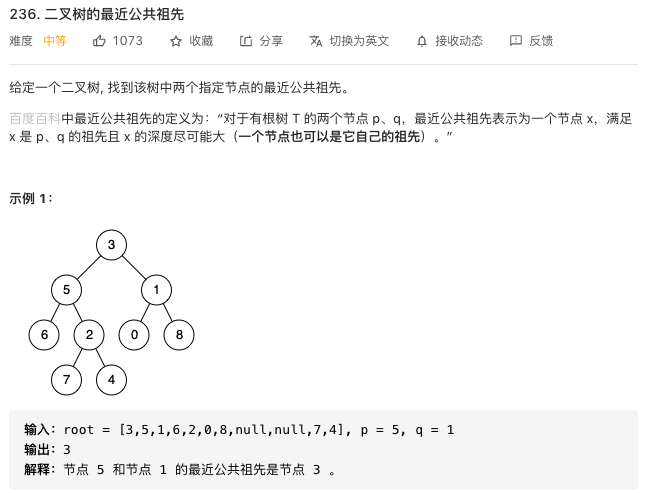 236. 二叉树的最近公共祖先
难度 中等 1073 收藏 分享 切换为英文 接收动态 反馈
给定一个二叉树, 找到该树中两个指定节点的最近公共祖先。
百度百科中最近公共祖先的定义为：“对于有根树 T 的两个节点 p、q，最近公共祖先表示为一个节点 x，满足
x 是 p、q 的祖先且 x 的深度尽可能大（一个节点也可以是它自己的祖先）。”
示例 1：
3
5 1
6 2 0 8
7 4
输入：root = [3,5,1,6,2,0,8,null,null,7,4], p = 5, q = 1
输出：3
解释：节点 5 和节点 1 的最近公共祖先是节点 3 。